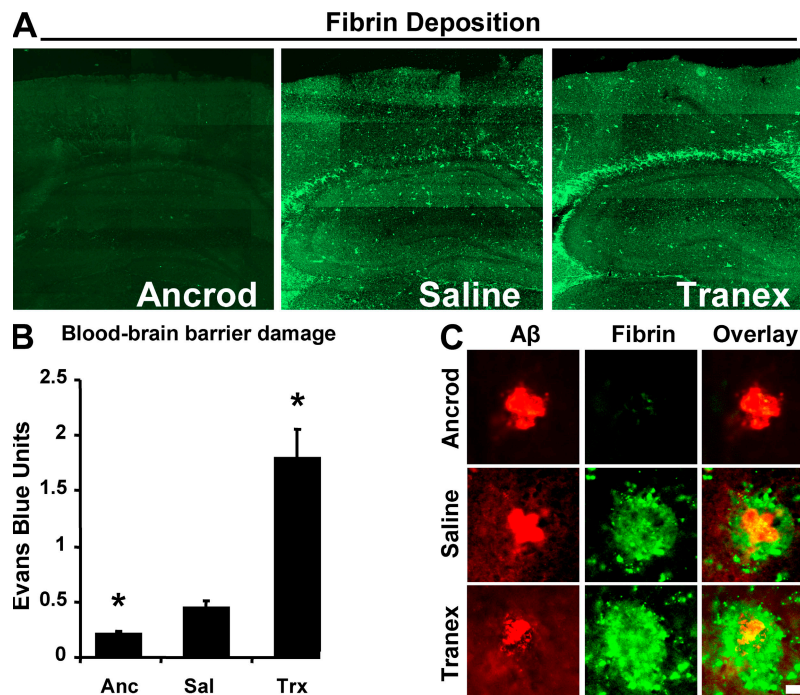 A
Fibrin Deposition
Ancrod
Saline
Tranex
B
Blood-brain barrier damage
Evans Blue Units
2.5
2
1.5
1
0.5
0
*
*
Anc
Sal
Trx
C
Aβ
Fibrin
Overlay
Ancrod
Saline
Tranex